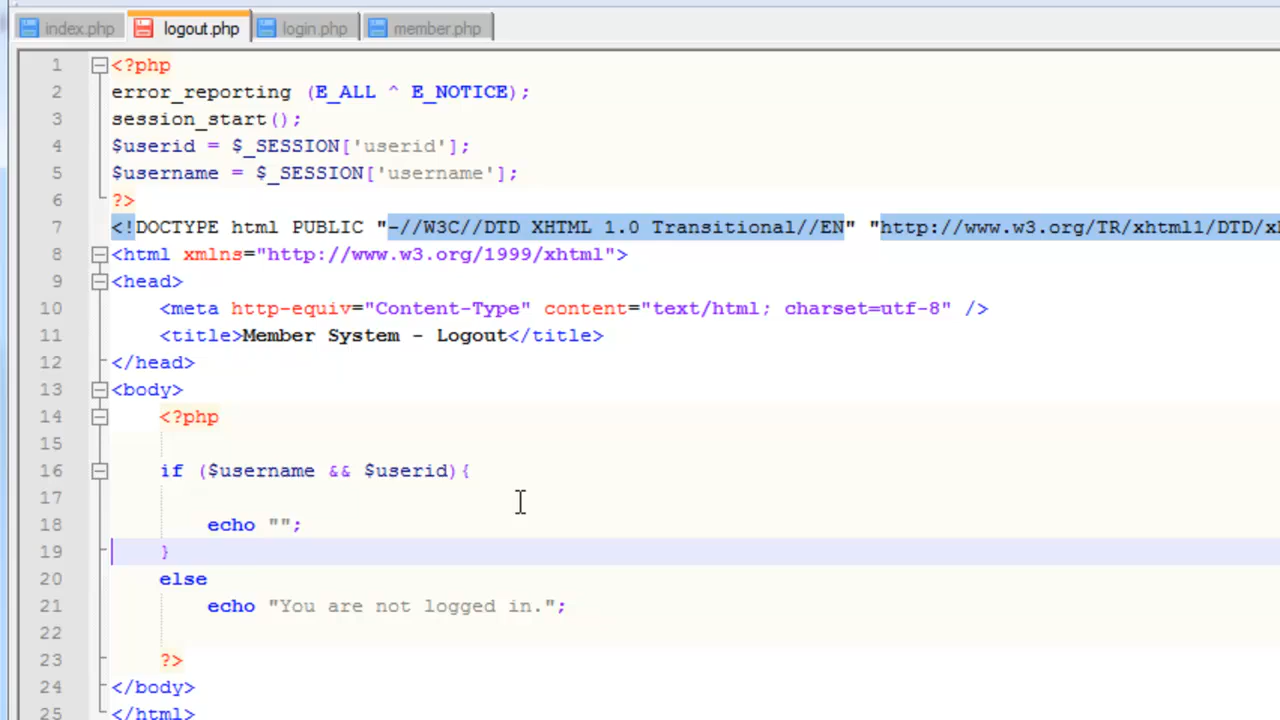 index.php logout.php login.php member.php
1 <?php
2 error_reporting (E_ALL ^ E_NOTICE);
3 session_start();
4 $userid = $_SESSION['userid'];
5 $username = $_SESSION['username'];
6 ?>
7 <!DOCTYPE html PUBLIC "-//W3C//DTD XHTML 1.0 Transitional//EN" "http://www.w3.org/TR/xhtml1/DTD/x
8 <html xmlns="http://www.w3.org/1999/xhtml">
9 <head>
10 <meta http-equiv="Content-Type" content="text/html; charset=utf-8" />
11 <title>Member System - Logout</title>
12 </head>
13 <body>
14 <?php
15
16 if ($username && $userid){
17
18 echo "";
19 }
20 else
21 echo "You are not logged in.";
22
23 ?>
24 </body>
25 </html>